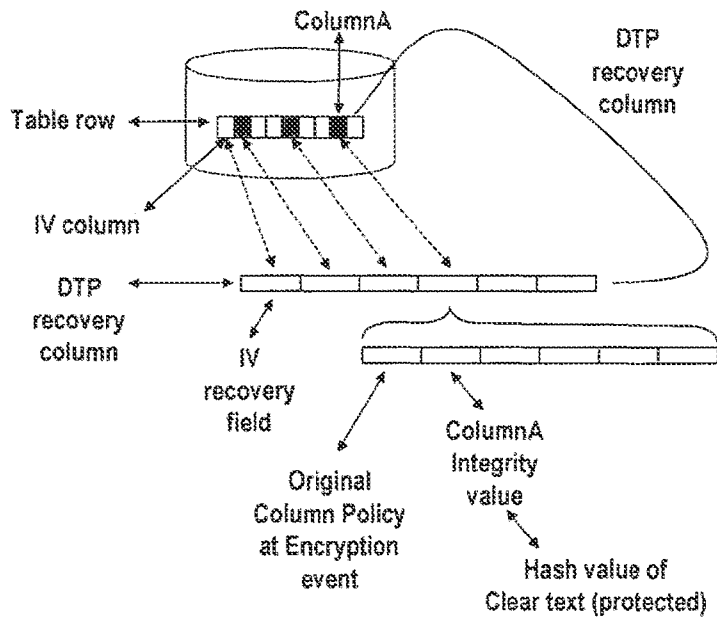 ColumnA
DTP
recovery
column
Table row
IV column
DTP
recovery
column
IV
recovery
field
Original
Column Policy
at Encryption
event
ColumnA
Integrity
value
Hash value of
Clear text (protected)